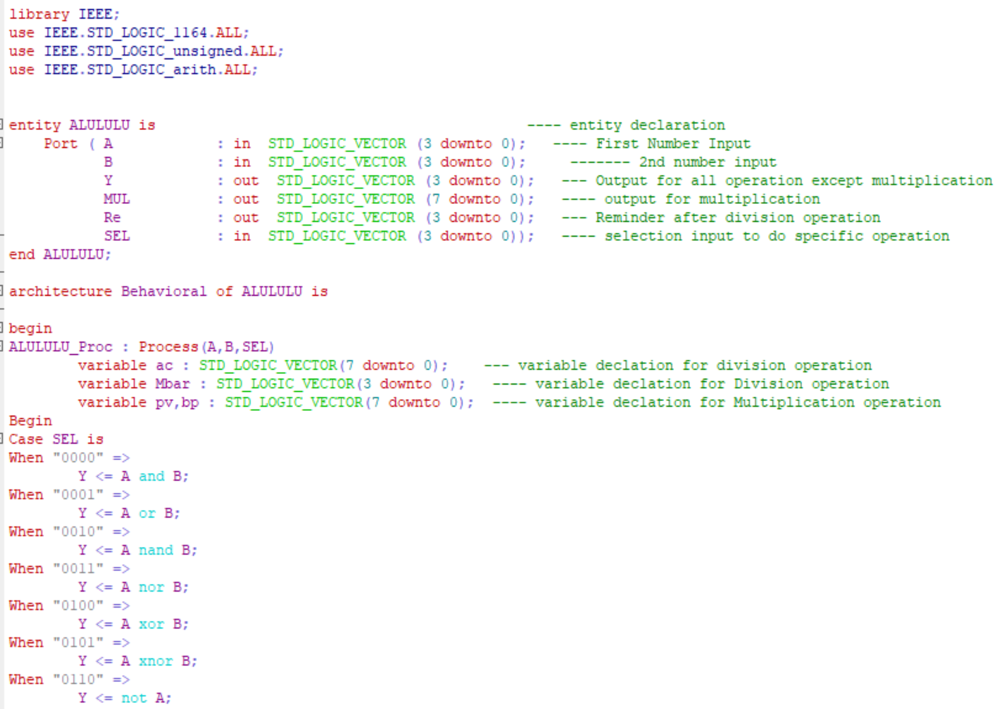 library IEEE;
use IEEE.STD_LOGIC_1164.ALL;
use IEEE.STD_LOGIC_unsigned.ALL;
use IEEE.STD_LOGIC_arith.ALL;
entity ALULULU is ---- entity declaration
Port ( A : in STD_LOGIC_VECTOR (3 downto 0); ---- First Number Input
B : in STD_LOGIC_VECTOR (3 downto 0); ------- 2nd number input
Y : out STD_LOGIC_VECTOR (3 downto 0); --- Output for all operation except multiplication
MUL : out STD_LOGIC_VECTOR (7 downto 0); ---- output for multiplication
Re : out STD_LOGIC_VECTOR (3 downto 0); --- Reminder after division operation
SEL : in STD_LOGIC_VECTOR (3 downto 0)); ---- selection input to do specific operation
end ALULULU;
architecture Behavioral of ALULULU is
begin
ALULULU_Proc : Process(A,B,SEL)
variable ac : STD_LOGIC_VECTOR(7 downto 0); --- variable declation for division operation
variable Mbar : STD_LOGIC_VECTOR(3 downto 0); ---- variable declation for Division operation
variable pv,bp : STD_LOGIC_VECTOR(7 downto 0); ---- variable declation for Multiplication operation
Begin
Case SEL is
When "0000" =>
Y <= A and B;
When "0001" =>
Y <= A or B;
When "0010" =>
Y <= A nand B;
When "0011" =>
Y <= A nor B;
When "0100" =>
Y <= A xor B;
When "0101" =>
Y <= A xnor B;
When "0110" =>
Y <= not A;